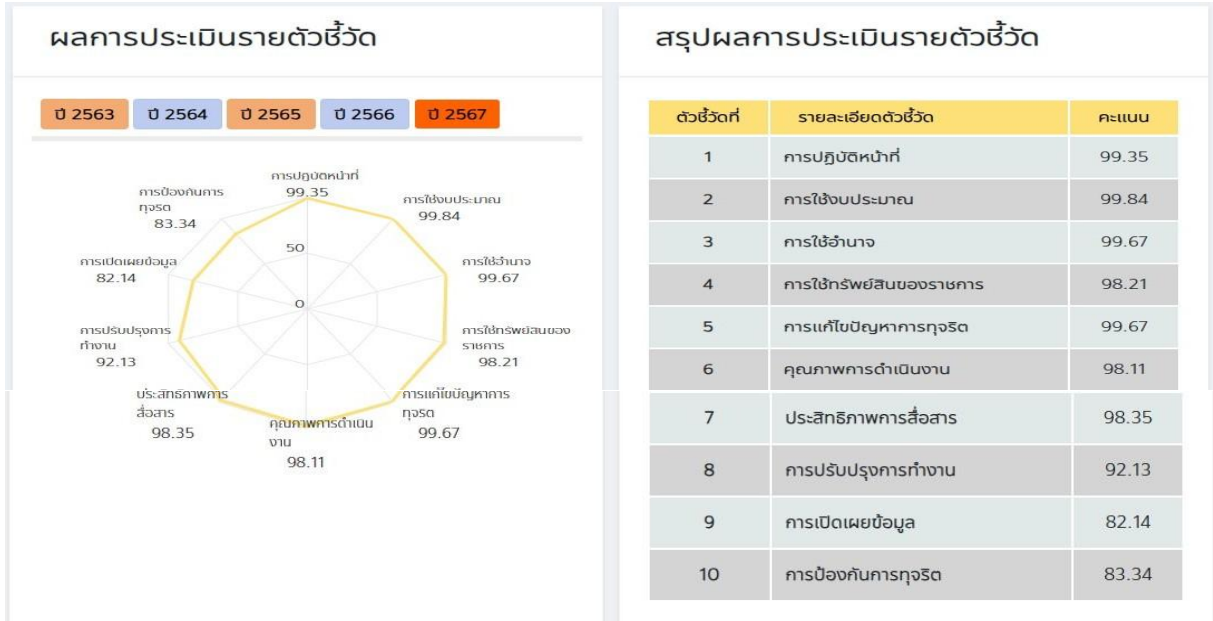 ผลการประเมินรายตัวชี้วัด
ปี 2563 ปี 2564 ปี 2565 ปี 2566 ปี 2567
การปฏิบัติหน้าที่
99.35
การใช้งบประมาณ
99.84
การใช้อำนาจ
99.67
การใช้ทรัพย์สินของ
ราชการ
98.21
การแก้ไขปัญหาการ
ทุจริต
99.67
คุณภาพการดำเนิน
งาน
98.11
ประสิทธิภาพการ
สื่อสาร
98.35
การปรับปรุงการ
ทำงาน
92.13
การเปิดเผยข้อมูล
82.14
การป้องกันการ
ทุจริต
83.34
50
0
สรุปผลการประเมินรายตัวชี้วัด
ตัวชี้วัดที่ รายละเอียดตัวชี้วัด คะแนน
1 การปฏิบัติหน้าที่ 99.35
2 การใช้งบประมาณ 99.84
3 การใช้อำนาจ 99.67
4 การใช้ทรัพย์สินของราชการ 98.21
5 การแก้ไขปัญหาการทุจริต 99.67
6 คุณภาพการดำเนินงาน 98.11
7 ประสิทธิภาพการสื่อสาร 98.35
8 การปรับปรุงการทำงาน 92.13
9 การเปิดเผยข้อมูล 82.14
10 การป้องกันการทุจริต 83.34